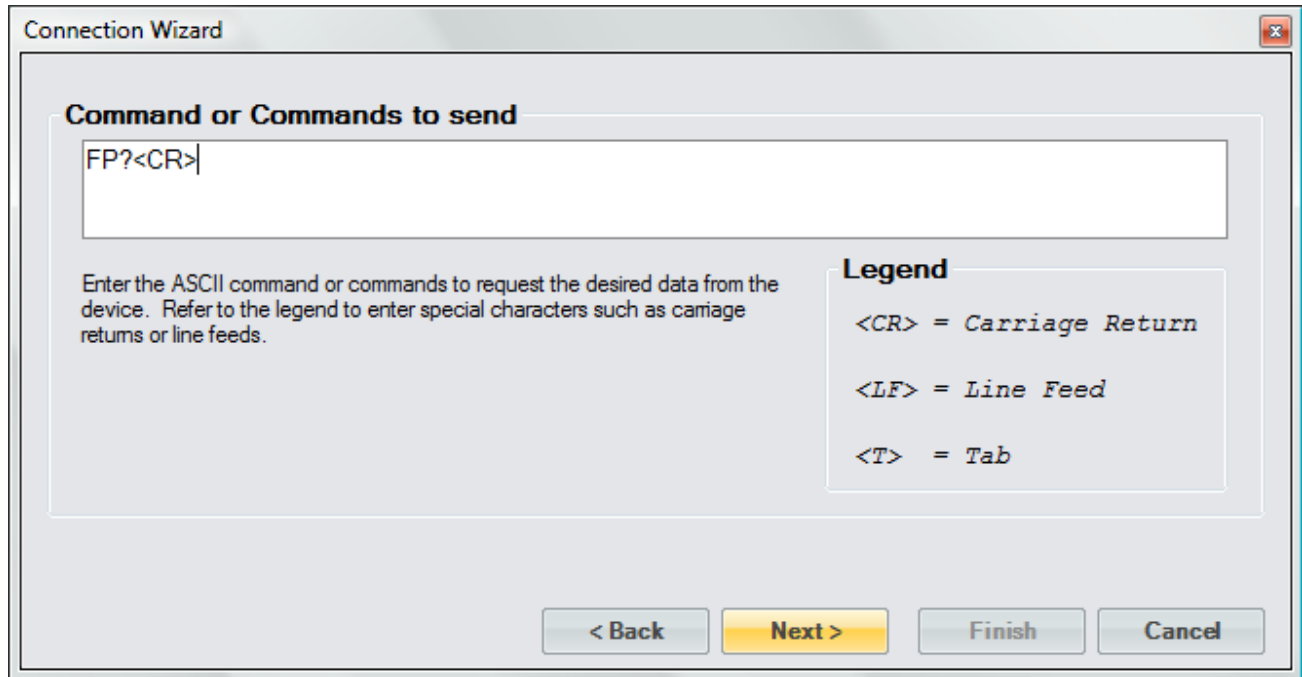 Connection Wizard
Command or Commands to send
FP?<CR>
Enter the ASCII command or commands to request the desired data from the
device. Refer to the legend to enter special characters such as carriage
returns or line feeds.
Legend
<CR> = Carriage Return
<LF> = Line Feed
<T> = Tab
< Back
Next >
Finish
Cancel